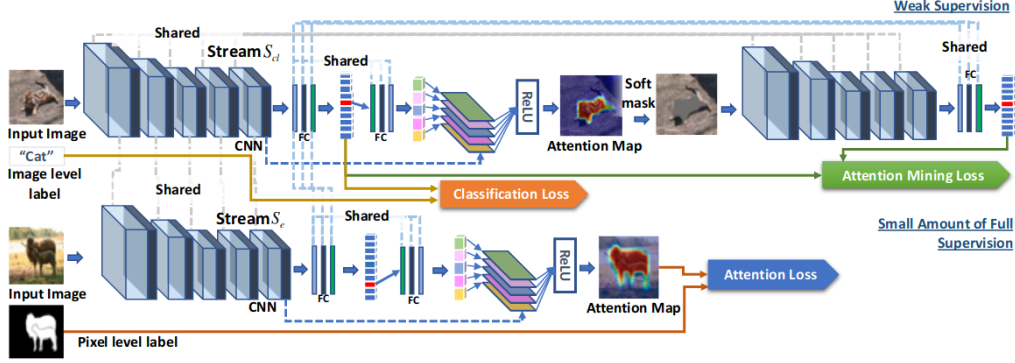 Weak Supervision
Shared
Stream S_cl
Shared
Shared
FC
FC
FC
ReLU
Soft
mask
Input Image
CNN
Attention Map
"Cat"
Image level
label
Classification Loss
Attention Mining Loss
Shared
Stream S_e
Shared
Small Amount of Full
Supervision
FC
FC
ReLU
Attention Loss
Input Image
CNN
Attention Map
Pixel level label